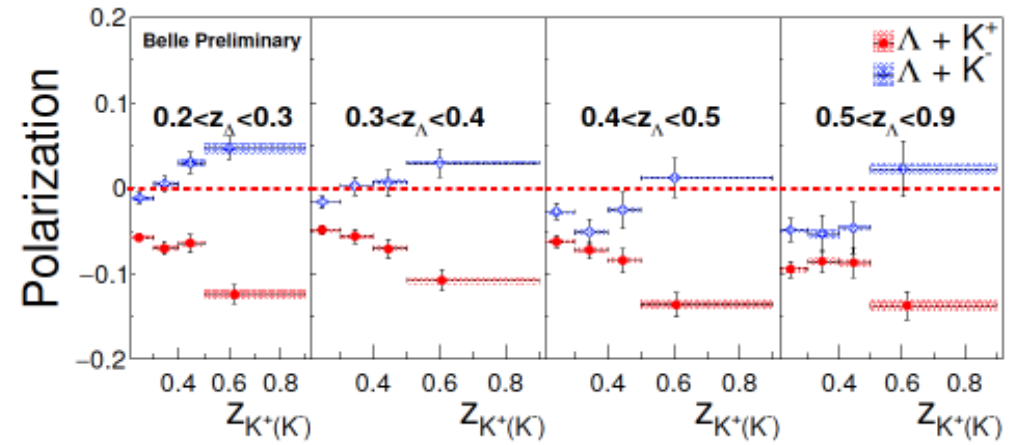 Polarization
0.2
0.1
0
−0.1
−0.2
Belle Preliminary
Λ + K⁺
Λ + K⁻
0.2<z_Λ<0.3
0.3<z_Λ<0.4
0.4<z_Λ<0.5
0.5<z_Λ<0.9
0.4 0.6 0.8
0.4 0.6 0.8
0.4 0.6 0.8
0.4 0.6 0.8
z_K⁺(K⁻)
z_K⁺(K⁻)
z_K⁺(K⁻)
z_K⁺(K⁻)